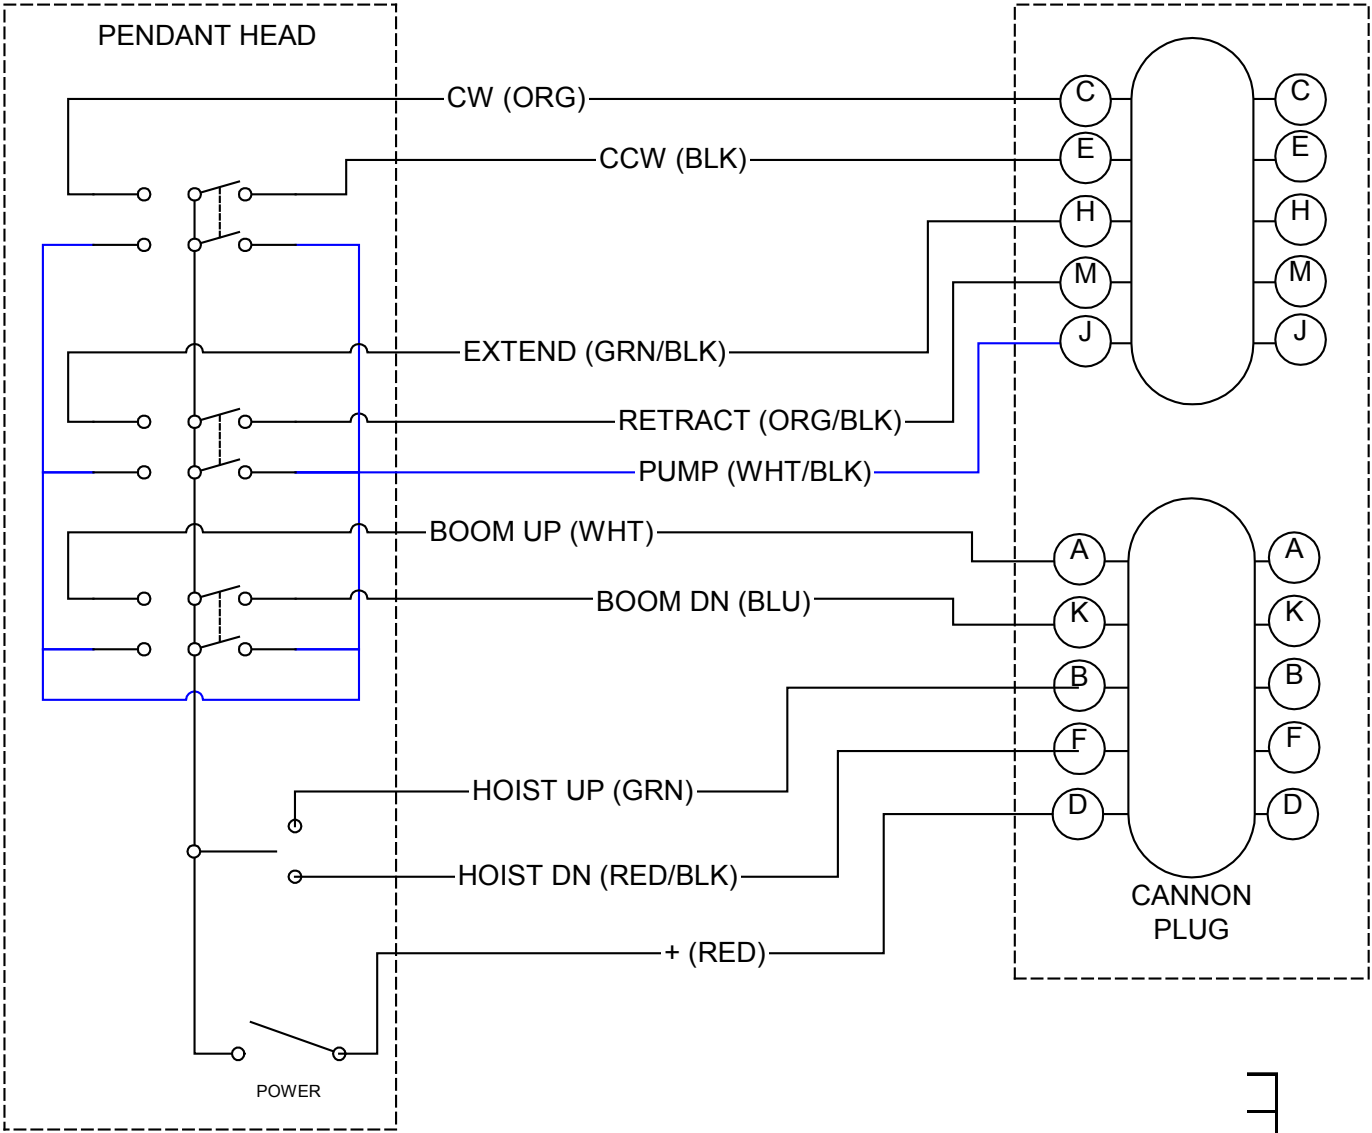 PENDANT HEAD
CW (ORG)
CCW (BLK)
EXTEND (GRN/BLK)
RETRACT (ORG/BLK)
PUMP (WHT/BLK)
BOOM UP (WHT)
BOOM DN (BLU)
HOIST UP (GRN)
HOIST DN (RED/BLK)
+ (RED)
POWER
C C
E E
H H
M M
J J
A A
K K
B B
F F
D D
CANNON
PLUG